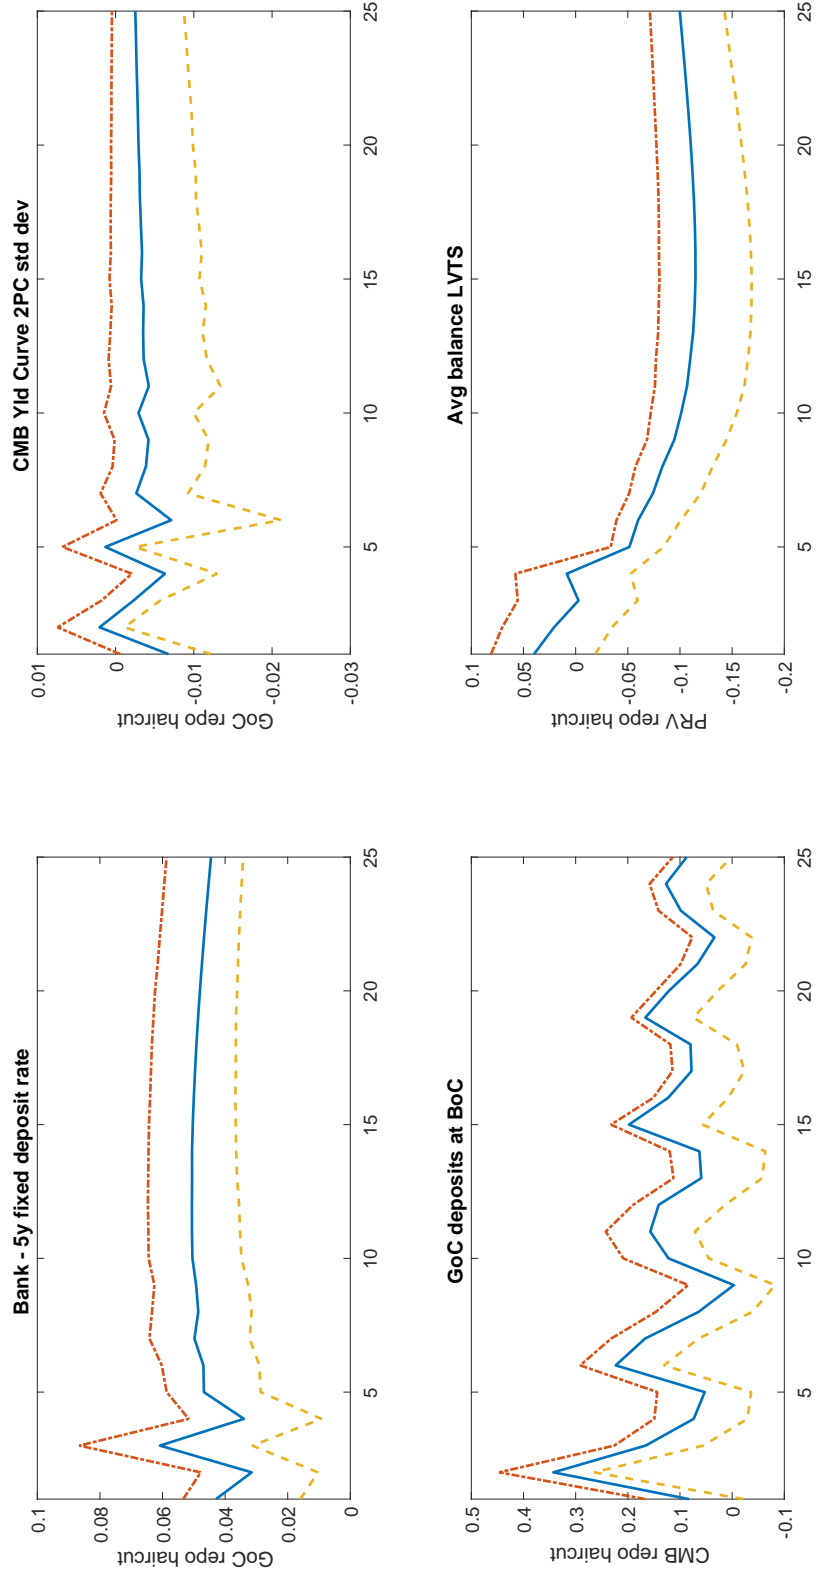 Bank - 5y fixed deposit rate
GoC repo haircut
0.1
0.08
0.06
0.04
0.02
0
5 10 15 20 25
CMB Yld Curve 2PC std dev
GoC repo haircut
0.01
0
-0.01
-0.02
-0.03
5 10 15 20 25
GoC deposits at BoC
CMB repo haircut
0.5
0.4
0.3
0.2
0.1
0
-0.1
5 10 15 20 25
Avg balance LVTS
PRV repo haircut
0.1
0.05
0
-0.05
-0.1
-0.15
-0.2
5 10 15 20 25